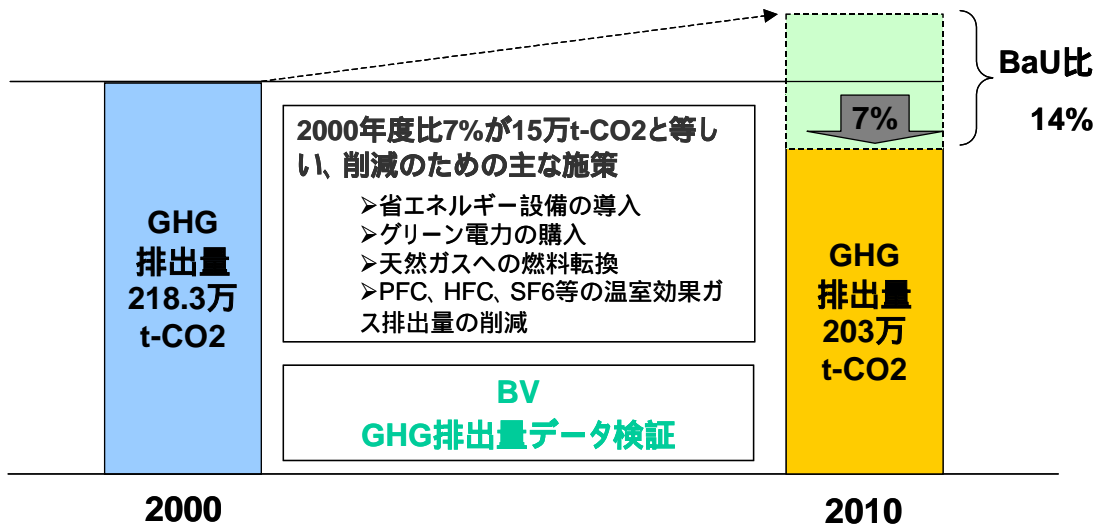 BaU比
14%
7%
2000年度比7%が15万t-CO2と等し
い、削減のための主な施策
➢省エネルギー設備の導入
➢グリーン電力の購入
➢天然ガスへの燃料転換
➢PFC、HFC、SF6等の温室効果ガ
ス排出量の削減
GHG
排出量
218.3万
t-CO2
GHG
排出量
203万
t-CO2
BV
GHG排出量データ検証
2000
2010